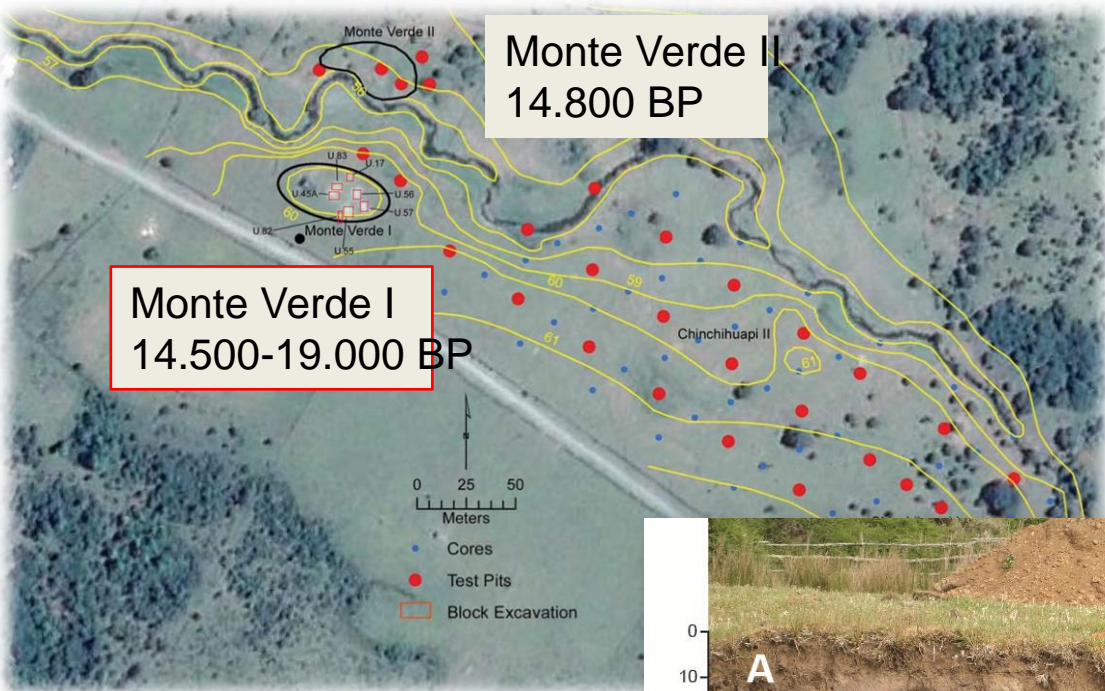 Monte Verde II
Monte Verde II
14.800 BP
57
56
U.83
U.17
U.45A
U.56
U.57
60
U.82
Monte Verde I
U.55
Monte Verde I
14.500-19.000 BP
60
59
61
Chinchihuapi II
61
0 25 50
Meters
Cores
Test Pits
Block Excavation
0
10
A